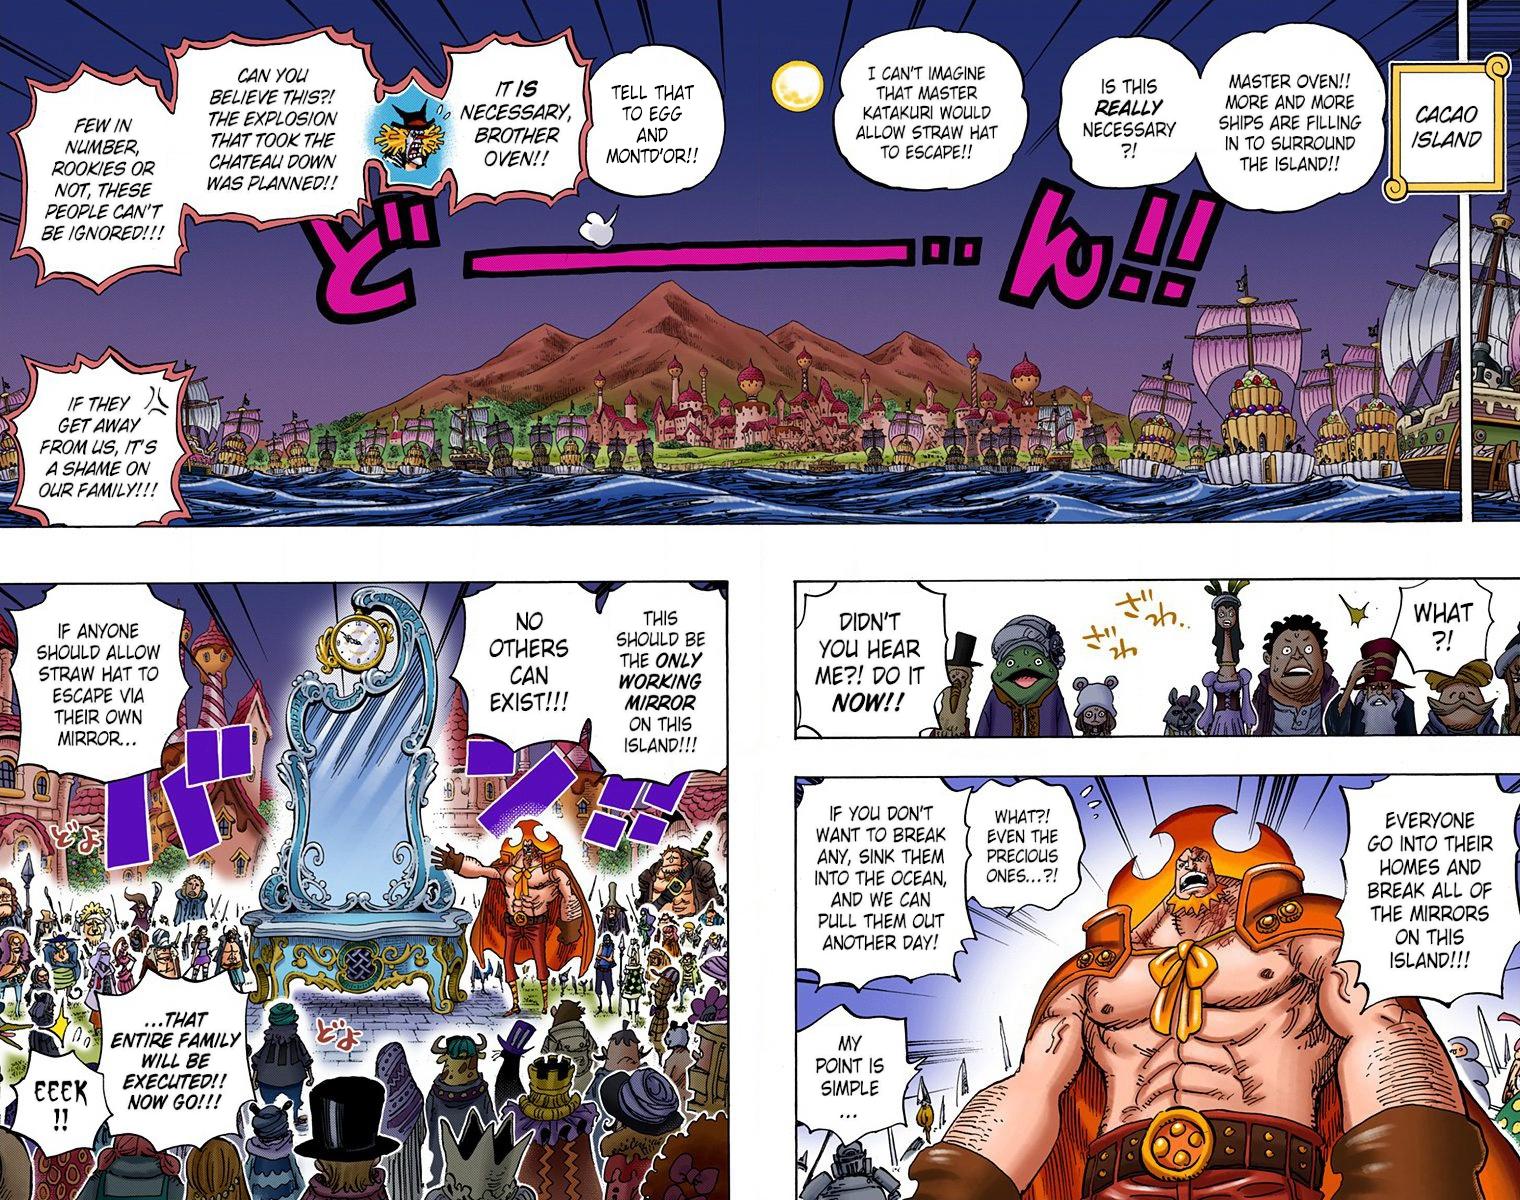 CACAO
ISLAND
MASTER OVEN!!
MORE AND MORE
SHIPS ARE FILLING
IN TO SURROUND
THE ISLAND!!
IS THIS
REALLY
NECESSARY
?!
I CAN'T IMAGINE
THAT MASTER
KATAKURI WOULD
ALLOW STRAW HAT
TO ESCAPE!!
ど
ーーん!!
TELL THAT
TO EGG
AND
MONTD'OR!!
IT IS
NECESSARY,
BROTHER
OVEN!!
CAN YOU
BELIEVE THIS?!
THE EXPLOSION
THAT TOOK THE
CHATEAU DOWN
WAS PLANNED!!
FEW IN
NUMBER,
ROOKIES OR
NOT, THESE
PEOPLE CAN'T
BE IGNORED!!!
IF THEY
GET AWAY
FROM US, IT'S
A SHAME ON
OUR FAMILY!!!
WHAT
?!
ざわ..
ざわ
DIDN'T
YOU HEAR
ME?! DO IT
NOW!!
EVERYONE
GO INTO THEIR
HOMES AND
BREAK ALL OF
THE MIRRORS
ON THIS
ISLAND!!!
WHAT?!
EVEN THE
PRECIOUS
ONES...?!
IF YOU DON'T
WANT TO BREAK
ANY, SINK THEM
INTO THE OCEAN,
AND WE CAN
PULL THEM OUT
ANOTHER DAY!
MY
POINT IS
SIMPLE
...
THIS
SHOULD BE
THE ONLY
WORKING
MIRROR
ON THIS
ISLAND!!!
NO
OTHERS
CAN
EXIST!!!
バン!!
どよ
どよ
IF ANYONE
SHOULD ALLOW
STRAW HAT TO
ESCAPE VIA
THEIR OWN
MIRROR...
...THAT
ENTIRE FAMILY
WILL BE
EXECUTED!!
NOW GO!!!
EEEK
!!